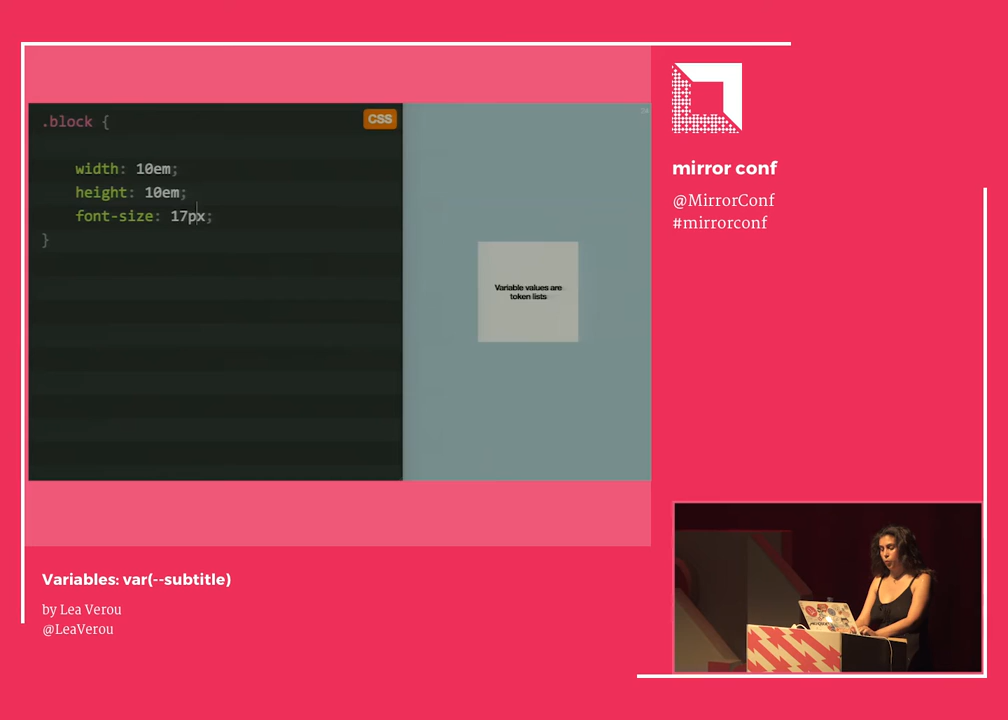 .block {
CSS
width: 10em;
height: 10em;
font-size: 17px;
}
Variable values are
token lists
mirror conf
@MirrorConf
#mirrorconf
Variables: var(--subtitle)
by Lea Verou
@LeaVerou